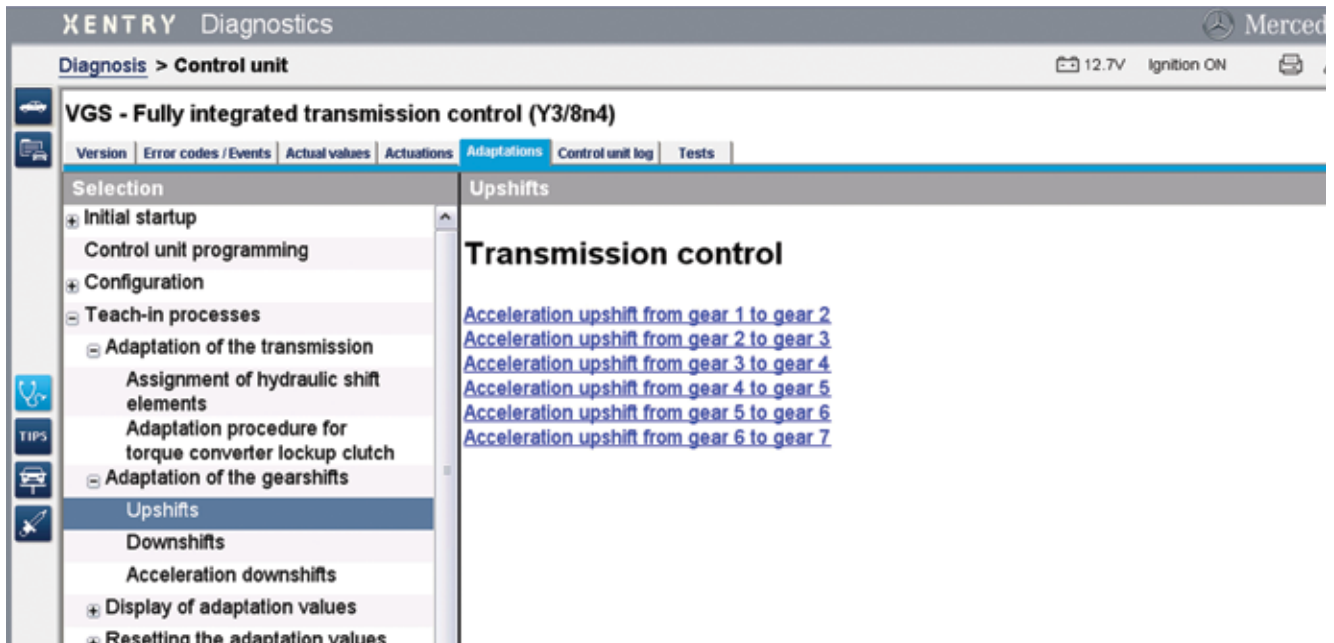 XENTRY Diagnostics
Merced
Diagnosis > Control unit
12.7V Ignition ON
VGS - Fully integrated transmission control (Y3/8n4)
Version Error codes / Events Actual values Actuations Adaptations Control unit log Tests
Selection
Upshifts
Initial startup
Control unit programming
Configuration
Teach-in processes
Adaptation of the transmission
Assignment of hydraulic shift
elements
Adaptation procedure for
torque converter lockup clutch
Adaptation of the gearshifts
Upshifts
Downshifts
Acceleration downshifts
Display of adaptation values
Resetting the adaptation values
TIPS
Transmission control
Acceleration upshift from gear 1 to gear 2
Acceleration upshift from gear 2 to gear 3
Acceleration upshift from gear 3 to gear 4
Acceleration upshift from gear 4 to gear 5
Acceleration upshift from gear 5 to gear 6
Acceleration upshift from gear 6 to gear 7